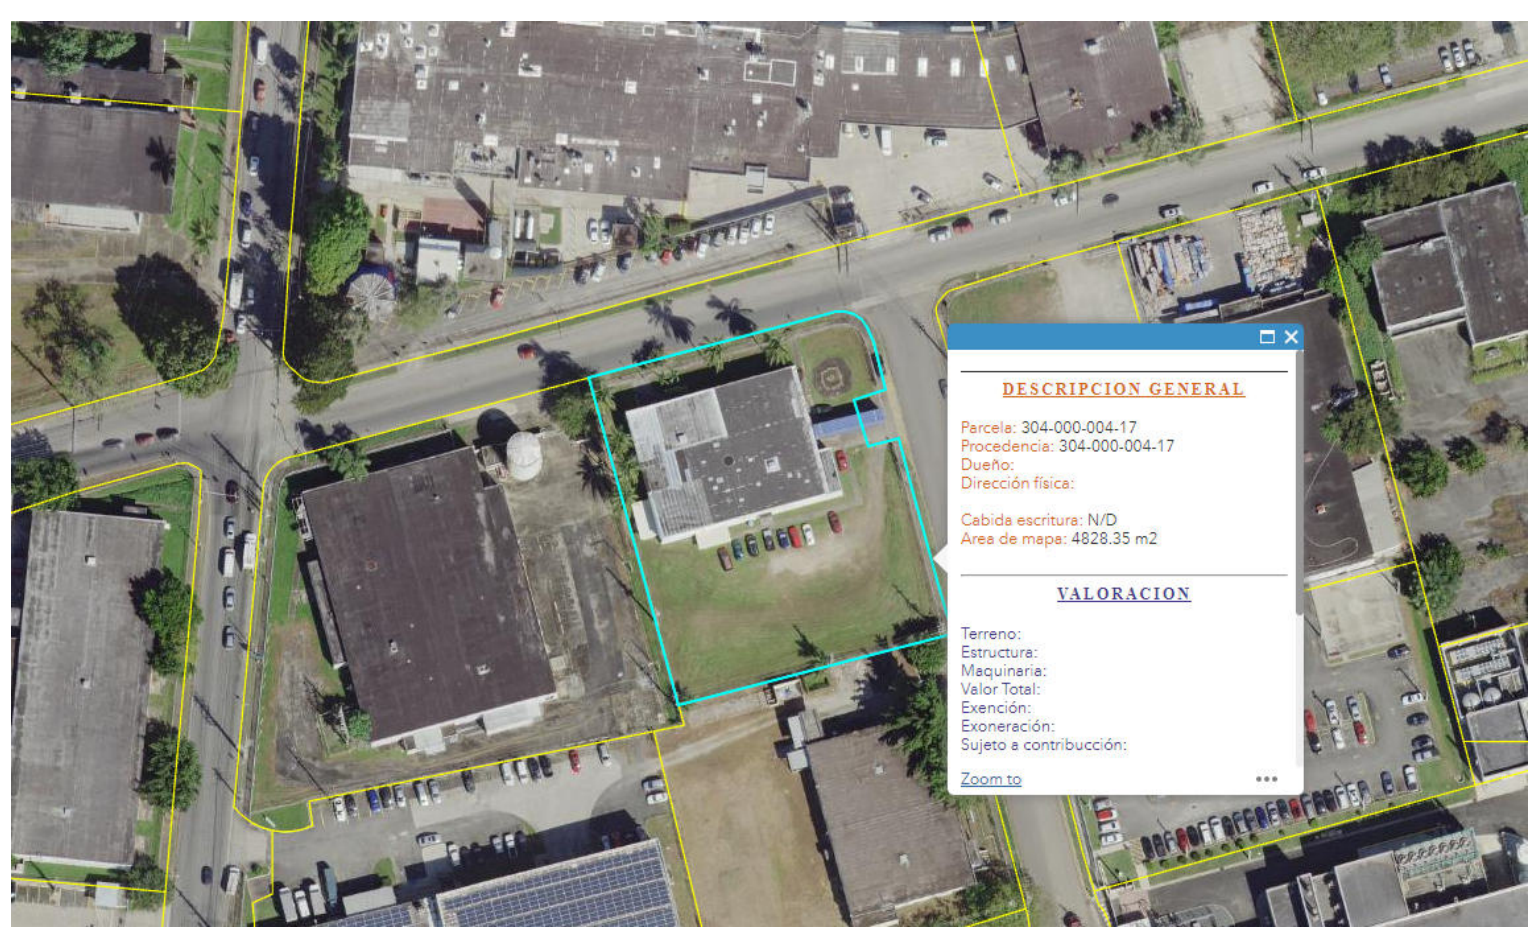 DESCRIPCION GENERAL
Parcela: 304-000-004-17
Procedencia: 304-000-004-17
Dueño:
Dirección física:
Cabida escritura: N/D
Area de mapa: 4828.35 m2
VALORACION
Terreno:
Estructura:
Maquinaria:
Valor Total:
Exención:
Exoneración:
Sujeto a contribucción:
Zoom to